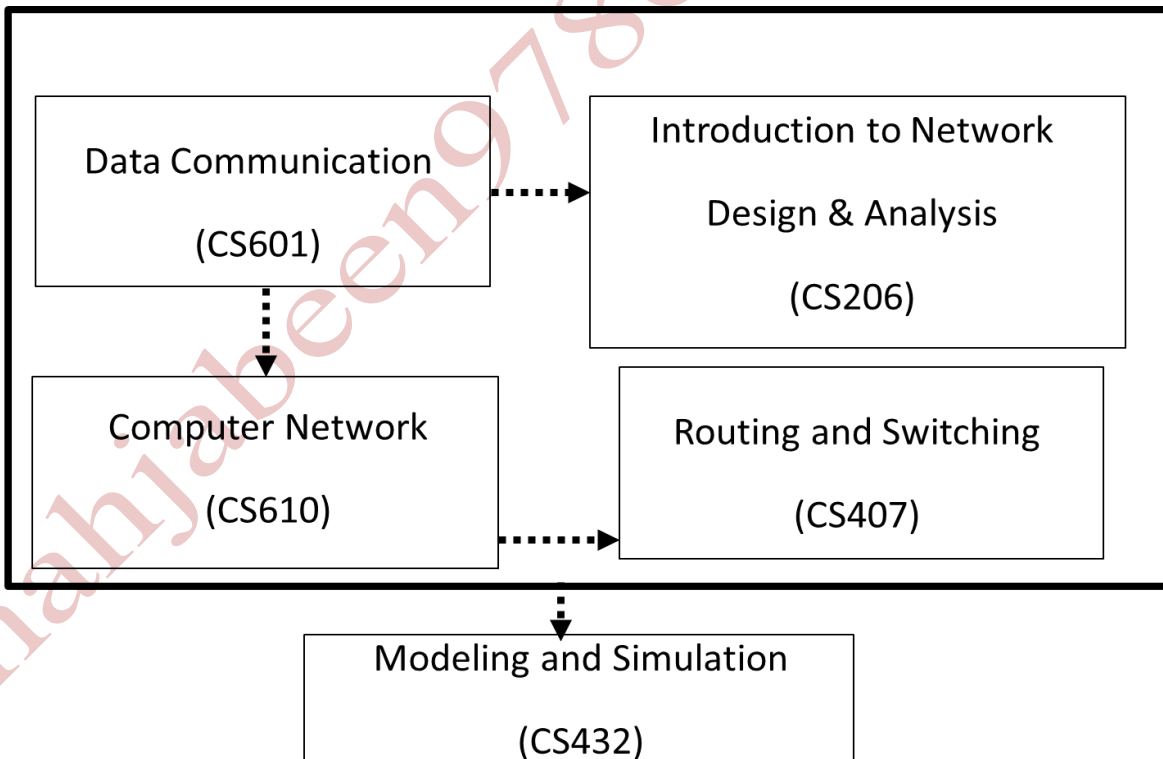 Data Communication
(CS601)
Introduction to Network
Design & Analysis
(CS206)
Computer Network
(CS610)
Routing and Switching
(CS407)
Modeling and Simulation
(CS432)
ahjabeen978